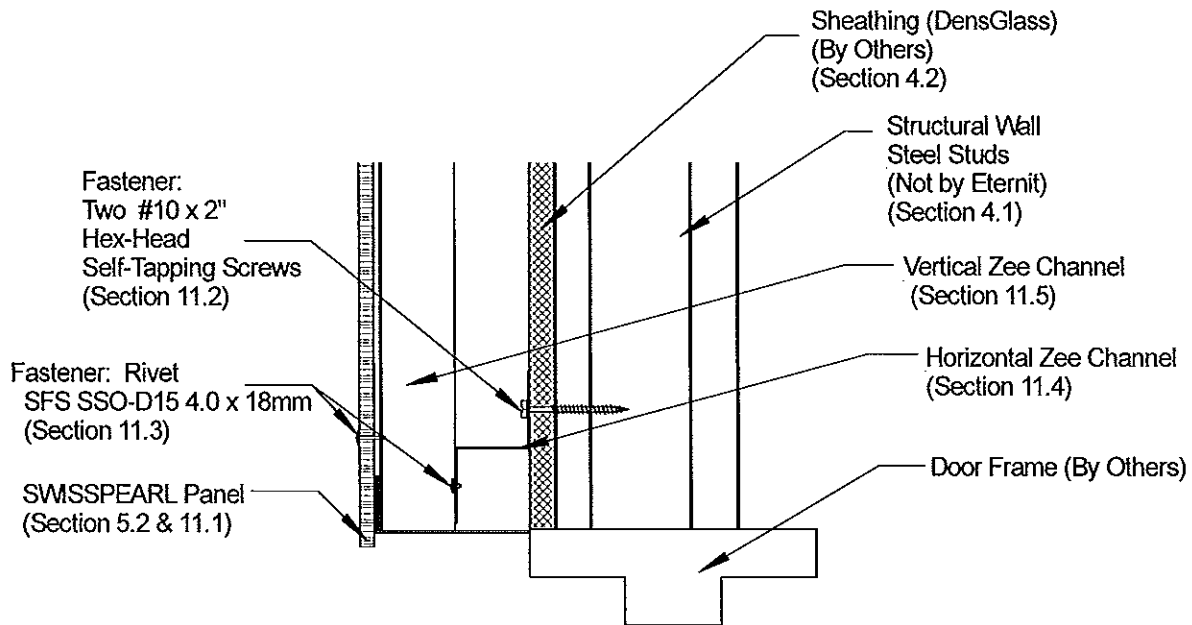 Sheathing (DensGlass)
(By Others)
(Section 4.2)
Structural Wall
Steel Studs
(Not by Eternit)
(Section 4.1)
Fastener:
Two #10 x 2"
Hex-Head
Self-Tapping Screws
(Section 11.2)
Vertical Zee Channel
(Section 11.5)
Horizontal Zee Channel
(Section 11.4)
Fastener: Rivet
SFS SSO-D15 4.0 x 18mm
(Section 11.3)
Door Frame (By Others)
SWISSPEARL Panel
(Section 5.2 & 11.1)